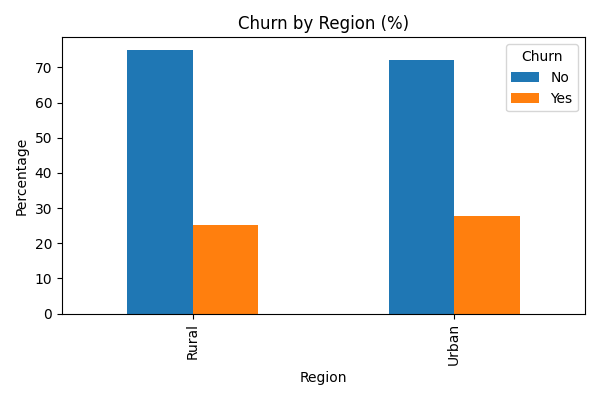 Churn by Region (%)
Churn
No
Yes
Percentage
70
60
50
40
30
20
10
0
Rural
Urban
Region